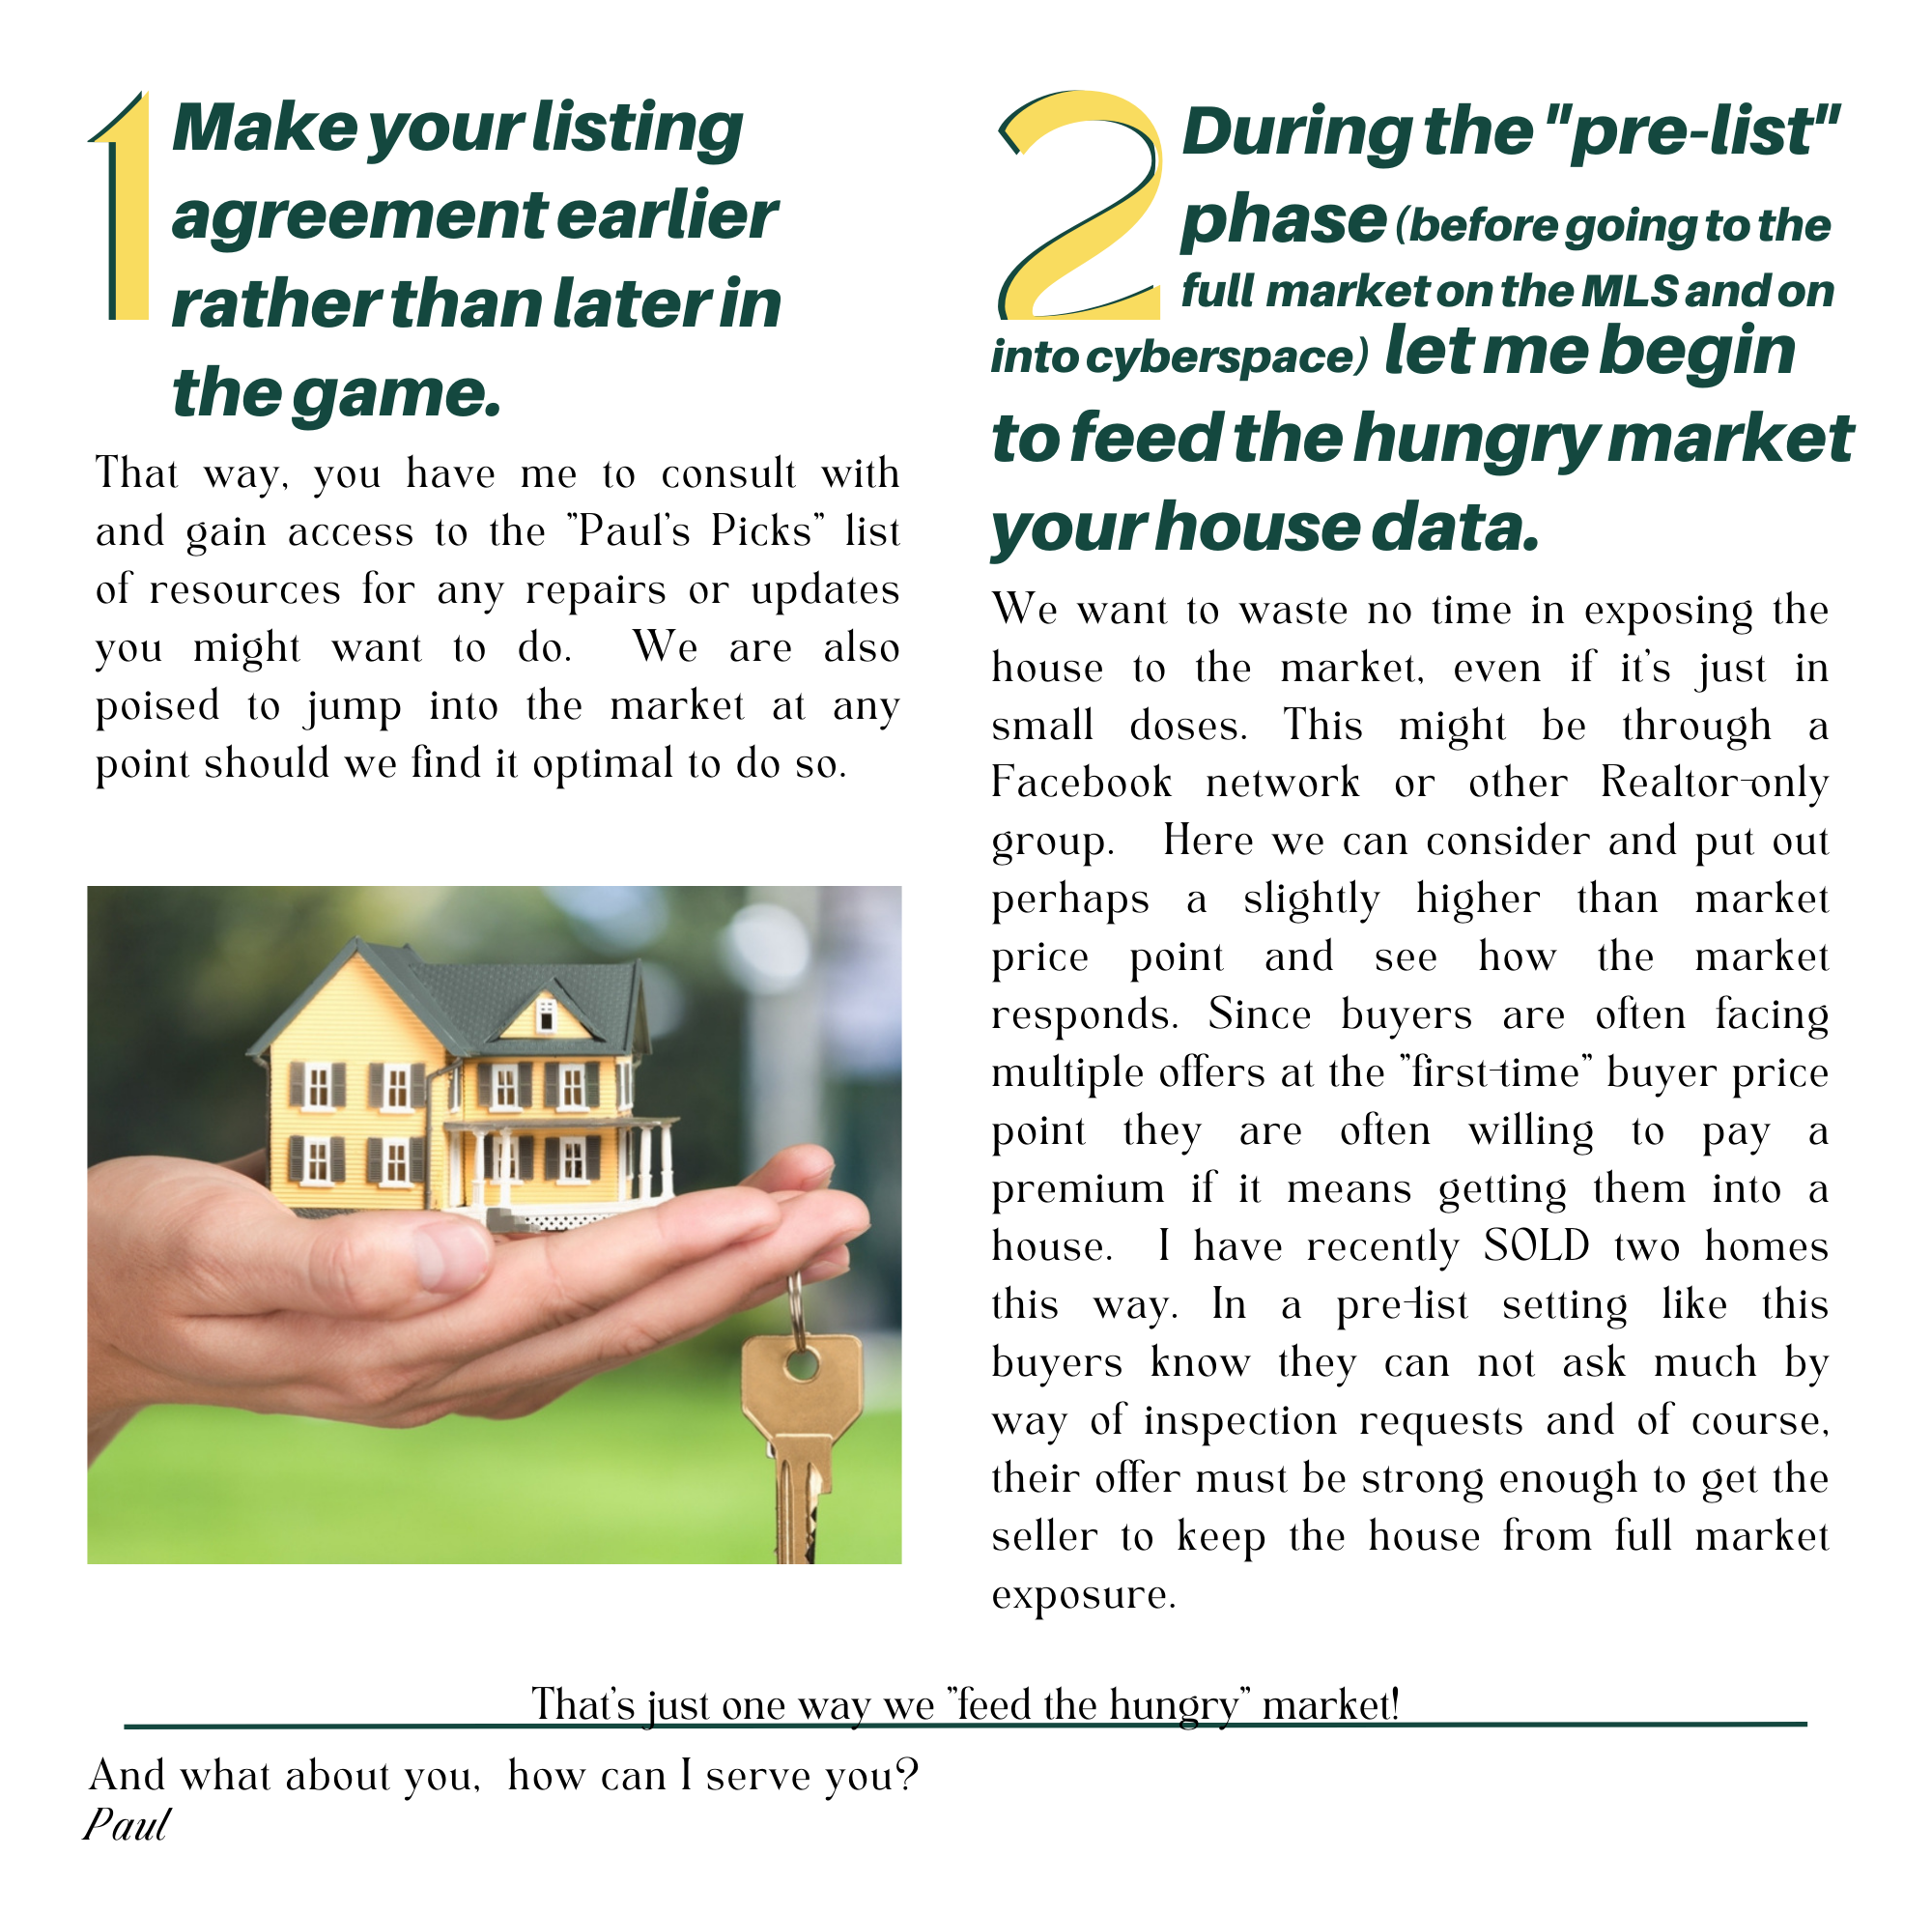 1
Make your listing
agreement earlier
rather than later in
the game.
That way, you have me to consult with
and gain access to the "Paul's Picks" list
of resources for any repairs or updates
you might want to do. We are also
poised to jump into the market at any
point should we find it optimal to do so.
2
During the "pre-list"
phase (before going to the
full market on the MLS and on
into cyberspace) let me begin
to feed the hungry market
your house data.
We want to waste no time in exposing the
house to the market, even if it's just in
small doses. This might be through a
Facebook network or other Realtor-only
group. Here we can consider and put out
perhaps a slightly higher than market
price point and see how the market
responds. Since buyers are often facing
multiple offers at the "first-time" buyer price
point they are often willing to pay a
premium if it means getting them into a
house. I have recently SOLD two homes
this way. In a pre-list setting like this
buyers know they can not ask much by
way of inspection requests and of course,
their offer must be strong enough to get the
seller to keep the house from full market
exposure.
That's just one way we "feed the hungry" market!
And what about you, how can I serve you?
Paul